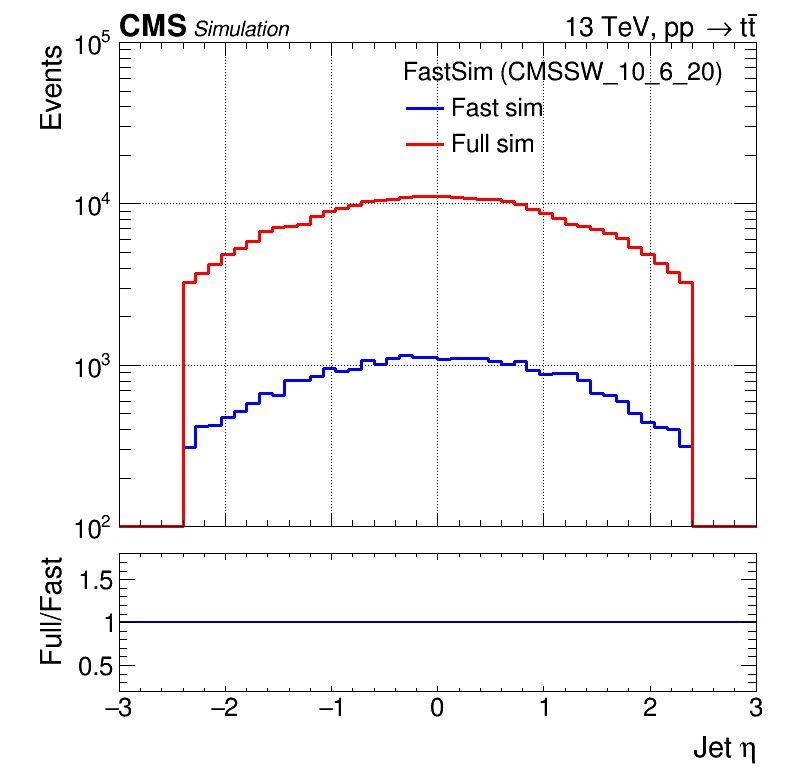 CMS Simulation 13 TeV, pp → tt̄
Events
10⁵
10⁴
10³
10²
FastSim (CMSSW_10_6_20)
Fast sim
Full sim
Full/Fast
1.5
1
0.5
−3 −2 −1 0 1 2 3
Jet η